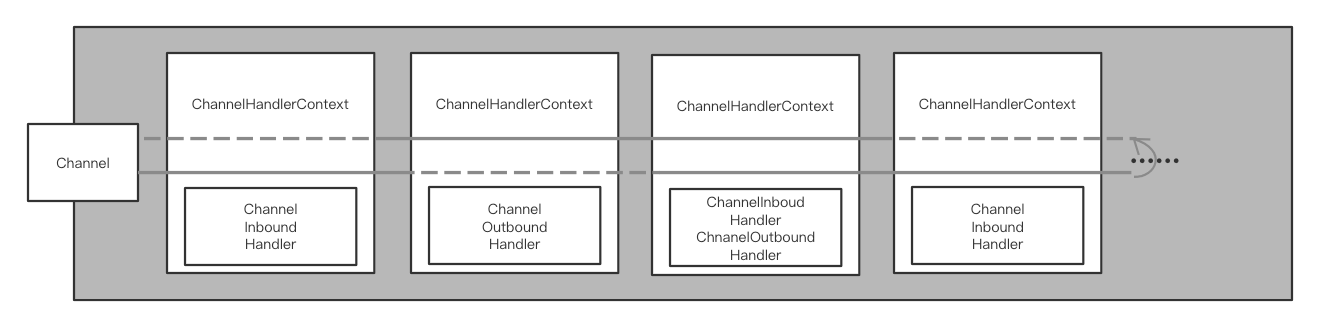 ChannelHandlerContext
ChannelHandlerContext
ChannelHandlerContext
ChannelHandlerContext
Channel
......
Channel
Inbound
Handler
Channel
Outbound
Handler
ChannelInboud
Handler
ChnanelOutbound
Handler
Channel
Inbound
Handler